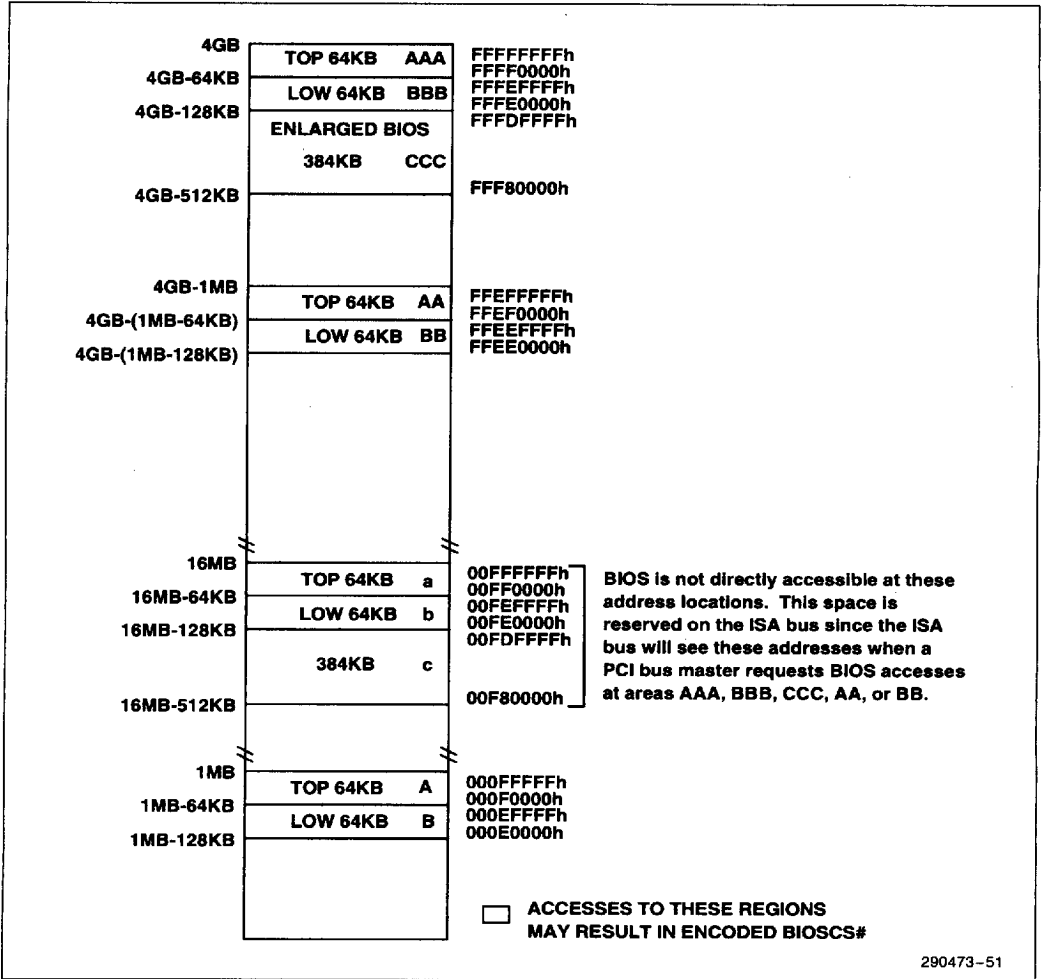 4GB
TOP 64KB AAA
FFFFFFFFh
4GB-64KB
FFFF0000h
LOW 64KB BBB
FFFEFFFFh
4GB-128KB
FFFE0000h
FFFDFFFFh
ENLARGED BIOS
384KB CCC
4GB-512KB
FFF80000h
4GB-1MB
TOP 64KB AA
FFEFFFFFh
4GB-(1MB-64KB)
FFEF0000h
LOW 64KB BB
FFEEFFFFh
4GB-(1MB-128KB)
FFEE0000h
16MB
TOP 64KB a
00FFFFFFh
16MB-64KB
00FF0000h
LOW 64KB b
00FEFFFFh
16MB-128KB
00FE0000h
00FDFFFFh
384KB c
16MB-512KB
00F80000h
BIOS is not directly accessible at these
address locations. This space is
reserved on the ISA bus since the ISA
bus will see these addresses when a
PCI bus master requests BIOS accesses
at areas AAA, BBB, CCC, AA, or BB.
1MB
TOP 64KB A
000FFFFFh
1MB-64KB
000F0000h
LOW 64KB B
000EFFFFh
1MB-128KB
000E0000h
ACCESSES TO THESE REGIONS
MAY RESULT IN ENCODED BIOSCS#
290473-51